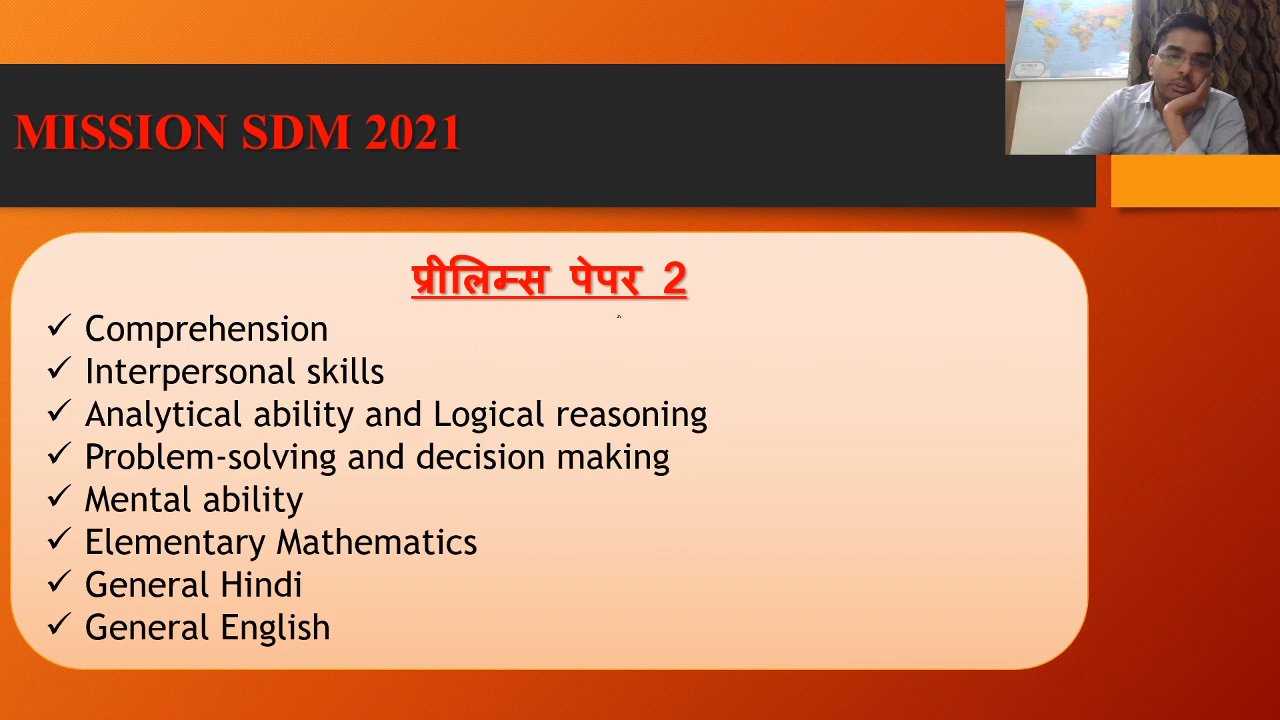 MISSION SDM 2021
प्रीलिम्स पेपर 2
✓ Comprehension
✓ Interpersonal skills
✓ Analytical ability and Logical reasoning
✓ Problem-solving and decision making
✓ Mental ability
✓ Elementary Mathematics
✓ General Hindi
✓ General English